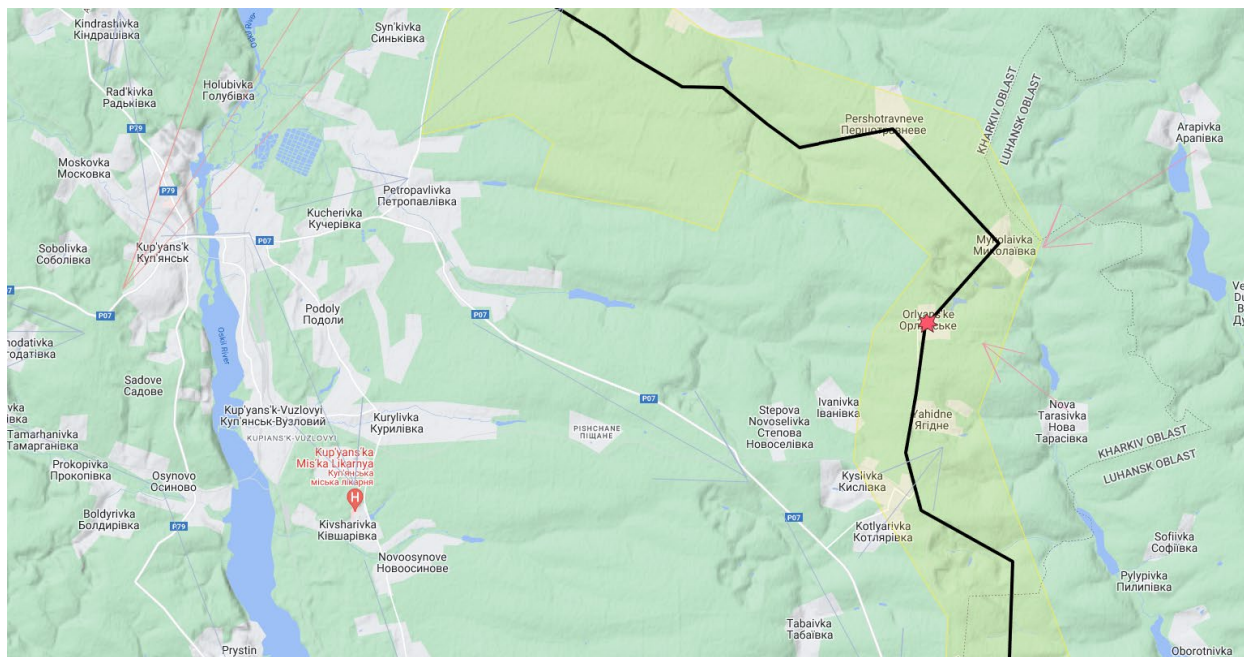 Kindrashivka
Кіндрашівка
Syn'kivka
Синьківка
Holubivka
Голубівка
Rad'kivka
Радьківка
P79
Moskovka
Московка
P79
Pershotravneve
Першотравневе
KHARKIV OBLAST
LUHANSK OBLAST
Arapivka
Арапівка
Petropavlivka
Петропавлівка
Kucherivka
Кучерівка
P07
Sobolivka
Соболівка
Kup'yans'k
Куп'янськ
Mykolaivka
Миколаївка
P07
P07
P07
Podoly
Подоли
Oskil River
Orlyans'ke
Орлянське
Sadove
Садове
P07
Kup'yans'k-Vuzlovyi
Куп'янськ-Вузловий
KUPIANS'K-VUZLOVYI
Kurylivka
Курилівка
PISHCHANE
ПІЩАНЕ
Stepova
Novoselivka
Степова
Новоселівка
Ivanivka
Іванівка
Yahidne
Ягідне
Nova
Tarasivka
Нова
Тарасівка
KHARKIV OBLAST
LUHANSK OBLAST
Tamarhanivka
Тамарганівка
Prokopivka
Прокопівка
Osynovo
Осиново
Kup'yans'ka
Mis'ka Likarnya
Куп'янська
міська лікарня
H
Kyslivka
Кислівка
Boldyrivka
Болдирівка
P79
Kivsharivka
Ківшарівка
P07
Kotlyarivka
Котлярівка
Novoosynove
Новоосинове
Sofiivka
Софіївка
Pylypivka
Пилипівка
Tabaivka
Табаївка
Prystin
Oborotnivka